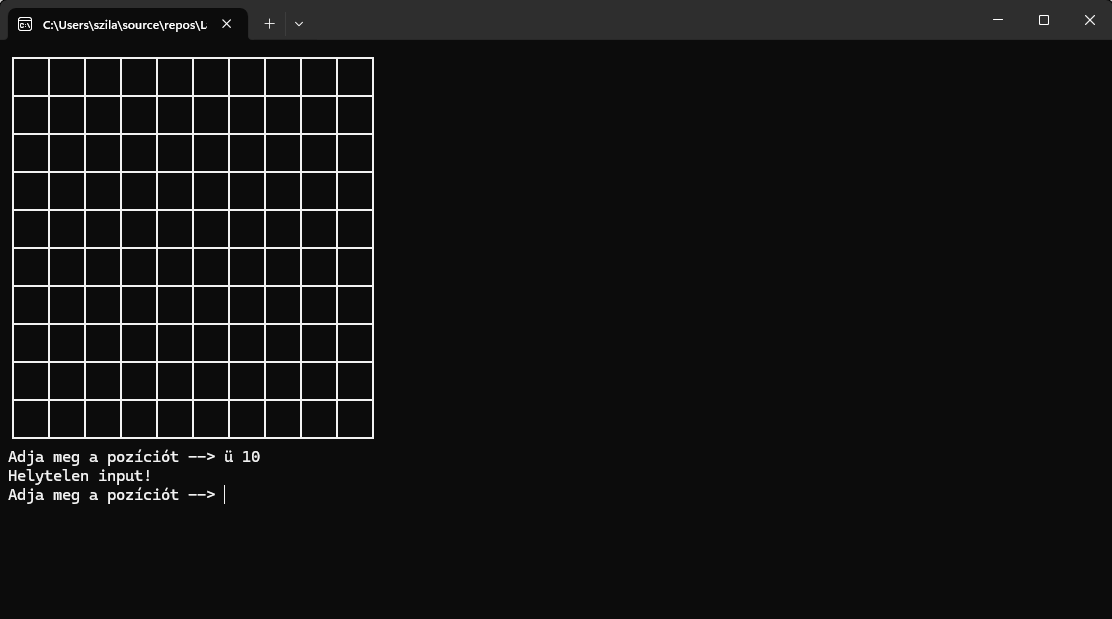 C:\Users\szila\source\repos\L
Adja meg a pozíciót --> ü 10
Helytelen input!
Adja meg a pozíciót -->